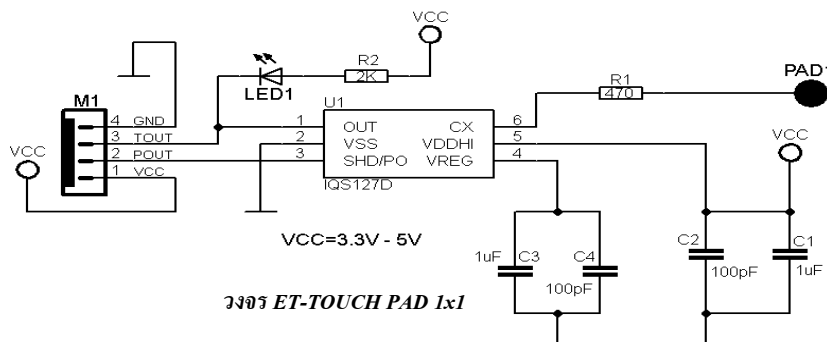 VCC
R2
2K
LED1
R1
470
PAD1
M1
4 GND
3 TOUT
2 POUT
1 VCC
VCC
U1
1 OUT CX 6
2 VSS VDDHI 5
3 SHD/PO VREG 4
IQS127D
VCC
VCC=3.3V - 5V
1uF C3
C4
100pF
C2
100pF
C1
1uF
วงจร ET-TOUCH PAD 1x1